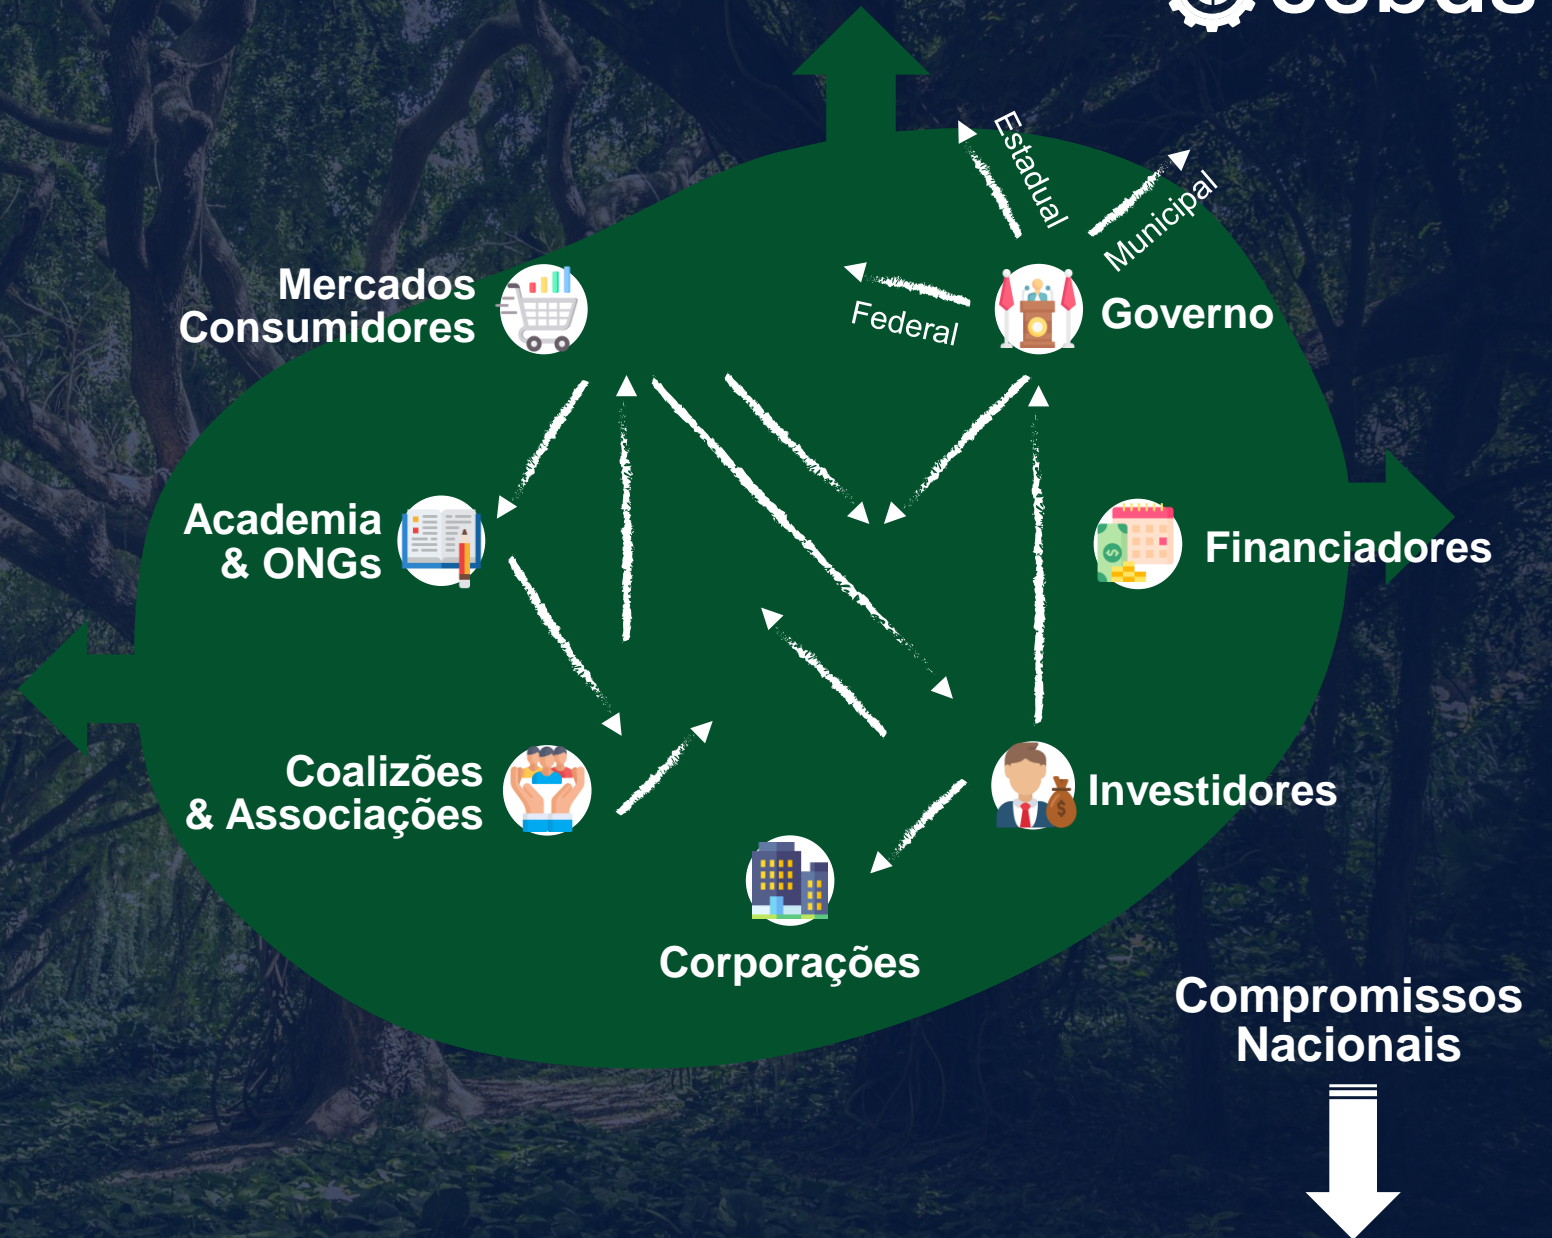 Estadual
Municipal
Federal
Mercados
Consumidores
Governo
Academia
& ONGs
Financiadores
Coalizões
& Associações
Investidores
Corporações
Compromissos
Nacionais